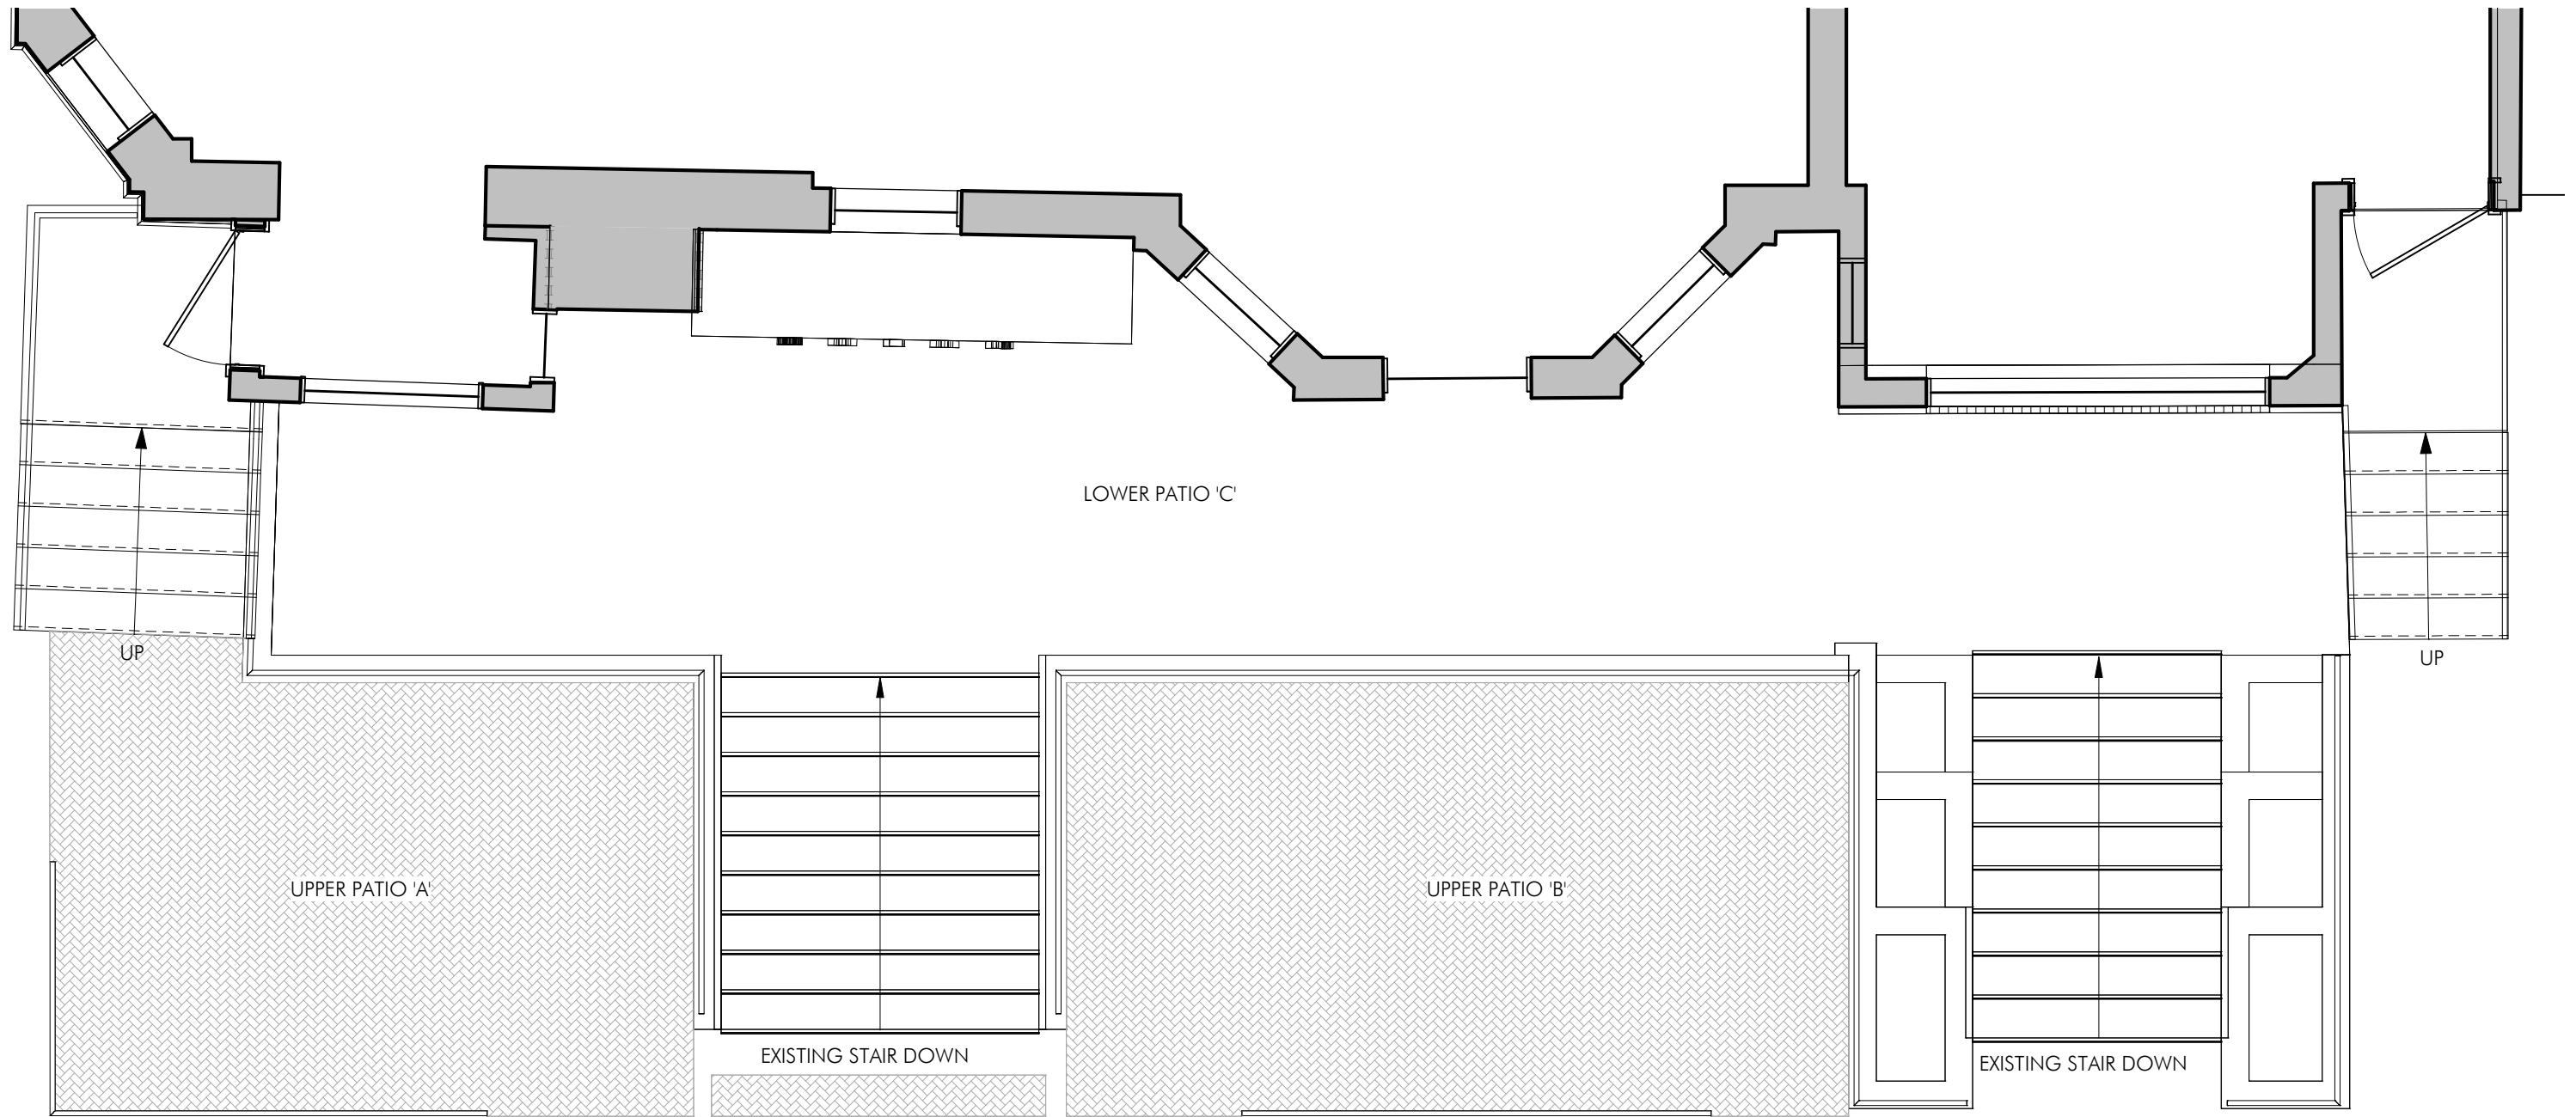 LOWER PATIO 'C'
UP
UP
UPPER PATIO 'A'
UPPER PATIO 'B'
EXISTING STAIR DOWN
EXISTING STAIR DOWN